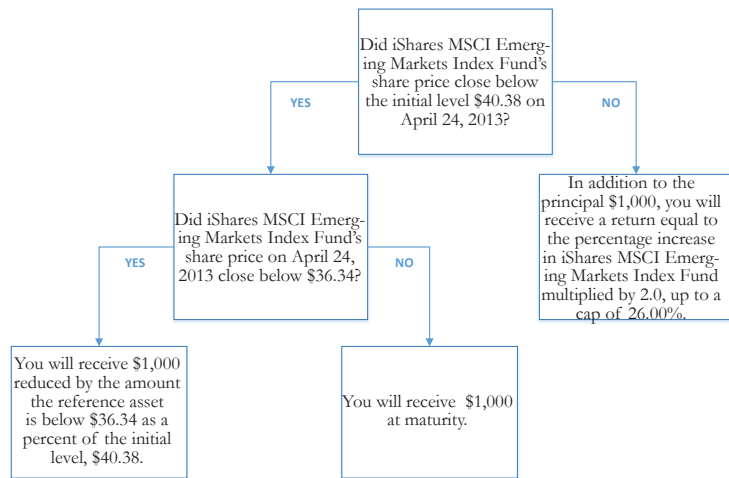 Did iShares MSCI Emerg-
ing Markets Index Fund's
share price close below
the initial level $40.38 on
April 24, 2013?
YES
NO
Did iShares MSCI Emerg-
ing Markets Index Fund's
share price on April 24,
2013 close below $36.34?
In addition to the
principal $1,000, you will
receive a return equal to
the percentage increase
in iShares MSCI Emerg-
ing Markets Index Fund
multiplied by 2.0, up to a
cap of 26.00%.
YES
NO
You will receive $1,000
reduced by the amount
the reference asset
is below $36.34 as a
percent of the initial
level, $40.38.
You will receive $1,000
at maturity.